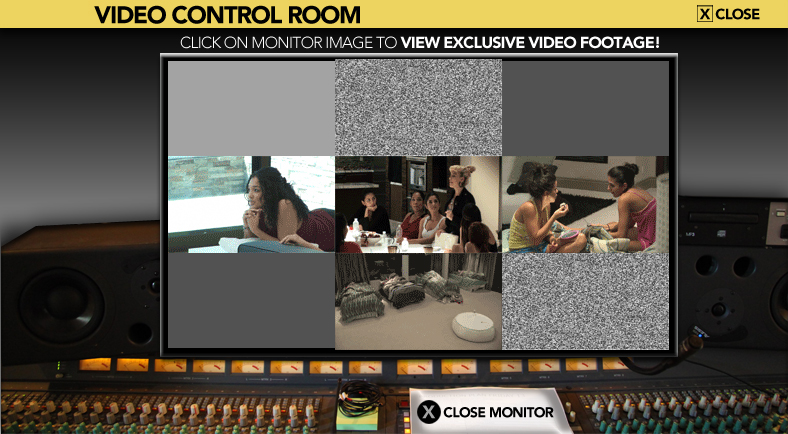 VIDEO CONTROL ROOM
X CLOSE
CLICK ON MONITOR IMAGE TO VIEW EXCLUSIVE VIDEO FOOTAGE!
X CLOSE MONITOR